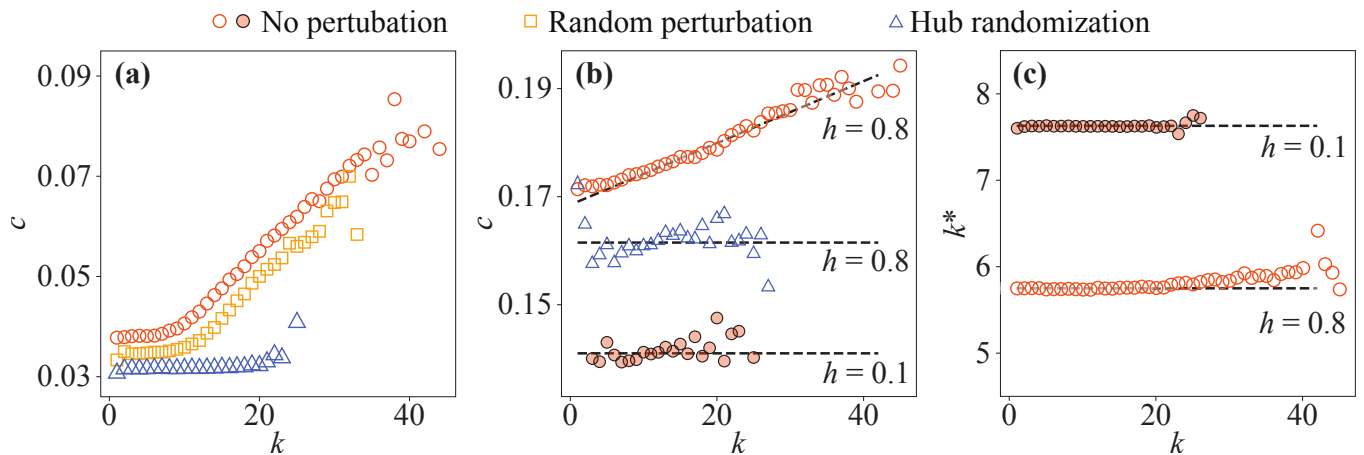 No pertubation Random perturbation Hub randomization
(a)
0.09
0.07
0.05
0.03
c
0 20 40
k
(b)
0.19
0.17
0.15
c
h = 0.8
h = 0.8
h = 0.1
0 20 40
k
(c)
8
7
6
5
k*
h = 0.1
h = 0.8
0 20 40
k